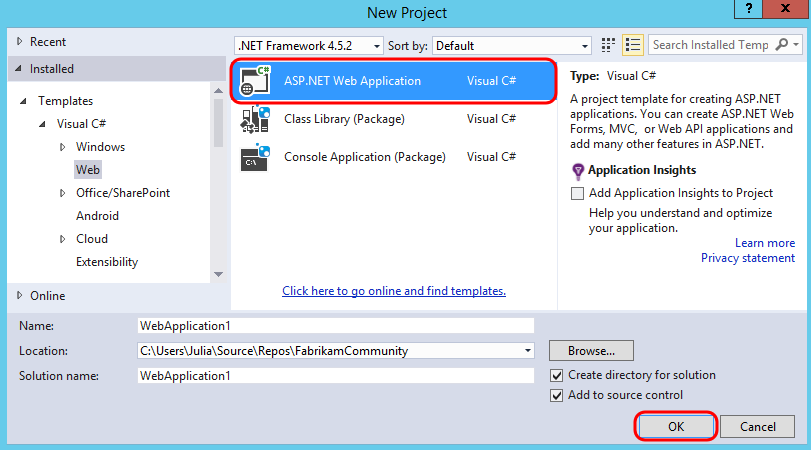 New Project
? X
Recent
.NET Framework 4.5.2 Sort by: Default
Search Installed Temp
Installed
Templates
Visual C#
Windows
Web
Office/SharePoint
Android
Cloud
Extensibility
Online
C#
ASP.NET Web Application Visual C#
Class Library (Package) Visual C#
C:\
Console Application (Package) Visual C#
Click here to go online and find templates.
Type: Visual C#
A project template for creating ASP.NET
applications. You can create ASP.NET Web
Forms, MVC, or Web API applications and
add many other features in ASP.NET.
Application Insights
Add Application Insights to Project
Help you understand and optimize
your application.
Learn more
Privacy statement
Name: WebApplication1
Location: C:\Users\Julia\Source\Repos\FabrikamCommunity Browse...
Solution name: WebApplication1
Create directory for solution
Add to source control
OK Cancel